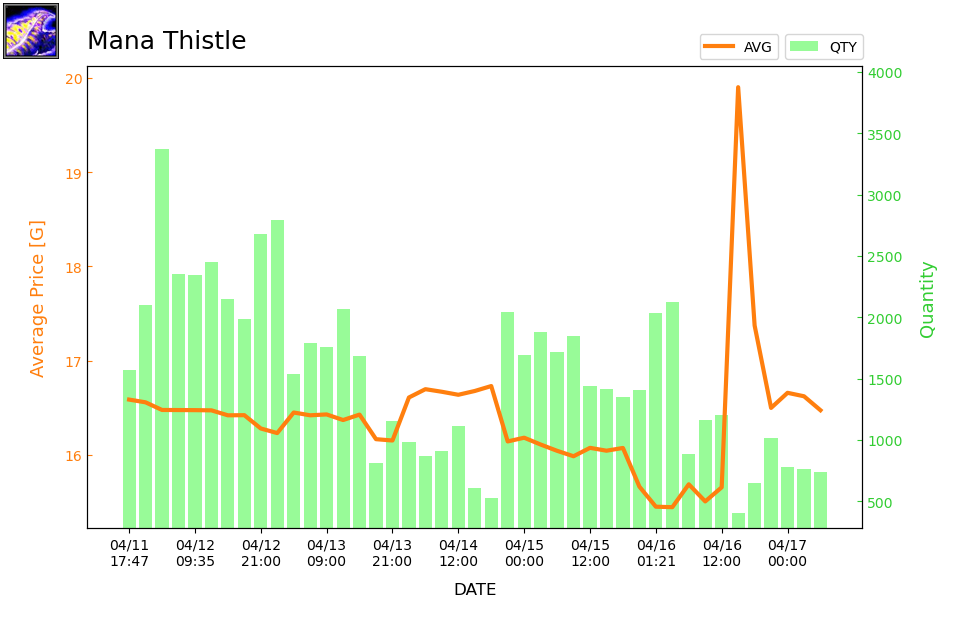 Mana Thistle
AVG
QTY
20
19
18
17
16
Average Price [G]
4000
3500
3000
2500
2000
1500
1000
500
Quantity
04/11 04/12 04/12 04/13 04/13 04/14 04/15 04/15 04/16 04/16 04/17
17:47 09:35 21:00 09:00 21:00 12:00 00:00 12:00 01:21 12:00 00:00
DATE